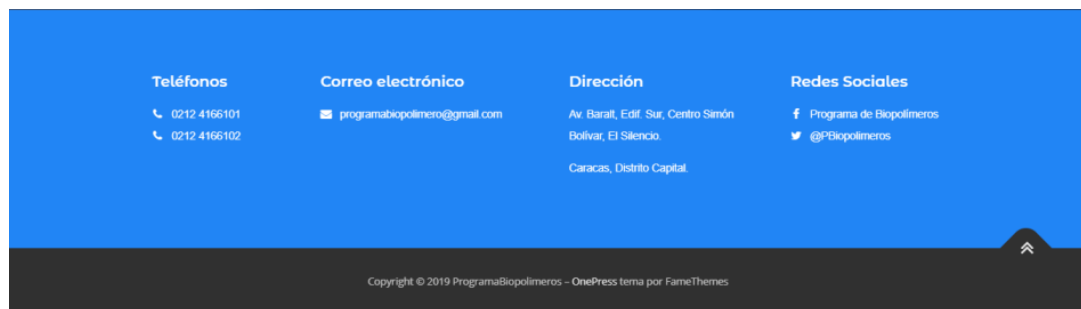 Teléfonos
0212 4166101
0212 4166102
Correo electrónico
programabiopolimero@gmail.com
Dirección
Av. Baralt, Edif. Sur, Centro Simón
Bolívar, El Silencio.
Caracas, Distrito Capital.
Redes Sociales
Programa de Biopolímeros
@PBiopolimeros
Copyright © 2019 ProgramaBiopolimeros – OnePress tema por FameThemes